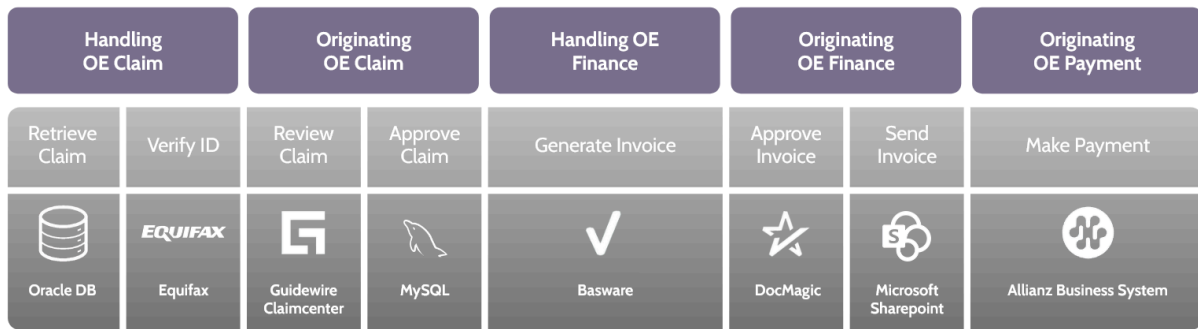 Handling
OE Claim
Originating
OE Claim
Handling OE
Finance
Originating
OE Finance
Originating
OE Payment
Retrieve
Claim
Verify ID
Review
Claim
Approve
Claim
Generate Invoice
Approve
Invoice
Send
Invoice
Make Payment
EQUIFAX
S
Oracle DB
Equifax
Guidewire
Claimcenter
MySQL
Basware
DocMagic
Microsoft
Sharepoint
Allianz Business System